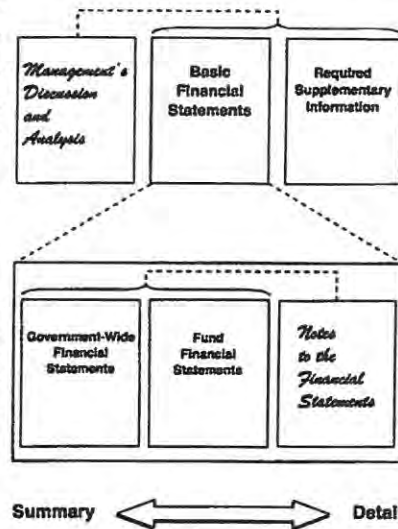 Management's
Discussion
and
Analysis
Basic
Financial
Statements
Required
Supplementary
Information
Government-Wide
Financial
Statements
Fund
Financial
Statements
Notes
to the
Financial
Statements
Summary
Detail